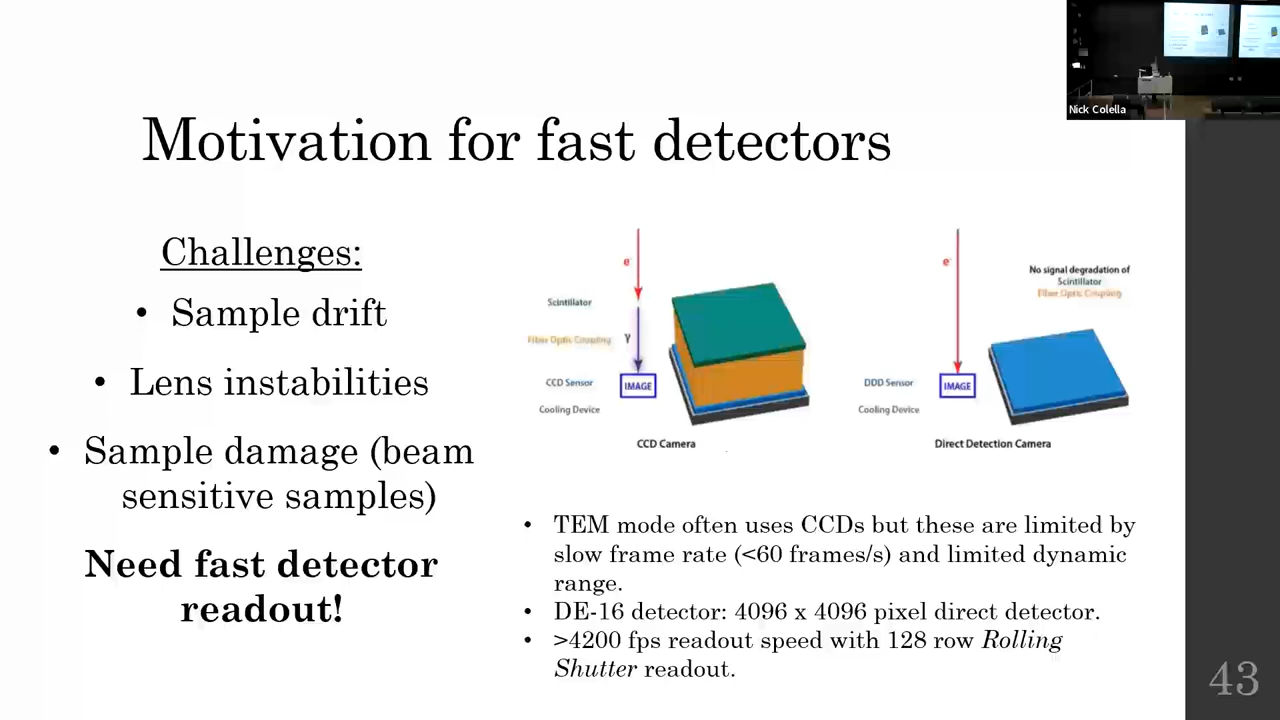 Nick Colella
Motivation for fast detectors
Challenges:
• Sample drift
• Lens instabilities
• Sample damage (beam
sensitive samples)
Need fast detector
readout!
e⁻
Scintillator
Fiber Optic Coupling
γ
CCD Sensor
IMAGE
Cooling Device
CCD Camera
e⁻
No signal degradation of
Scintillator
Fiber Optic Coupling
DDD Sensor
IMAGE
Cooling Device
Direct Detection Camera
• TEM mode often uses CCDs but these are limited by
slow frame rate (<60 frames/s) and limited dynamic
range.
• DE-16 detector: 4096 x 4096 pixel direct detector.
• >4200 fps readout speed with 128 row Rolling
Shutter readout.
43